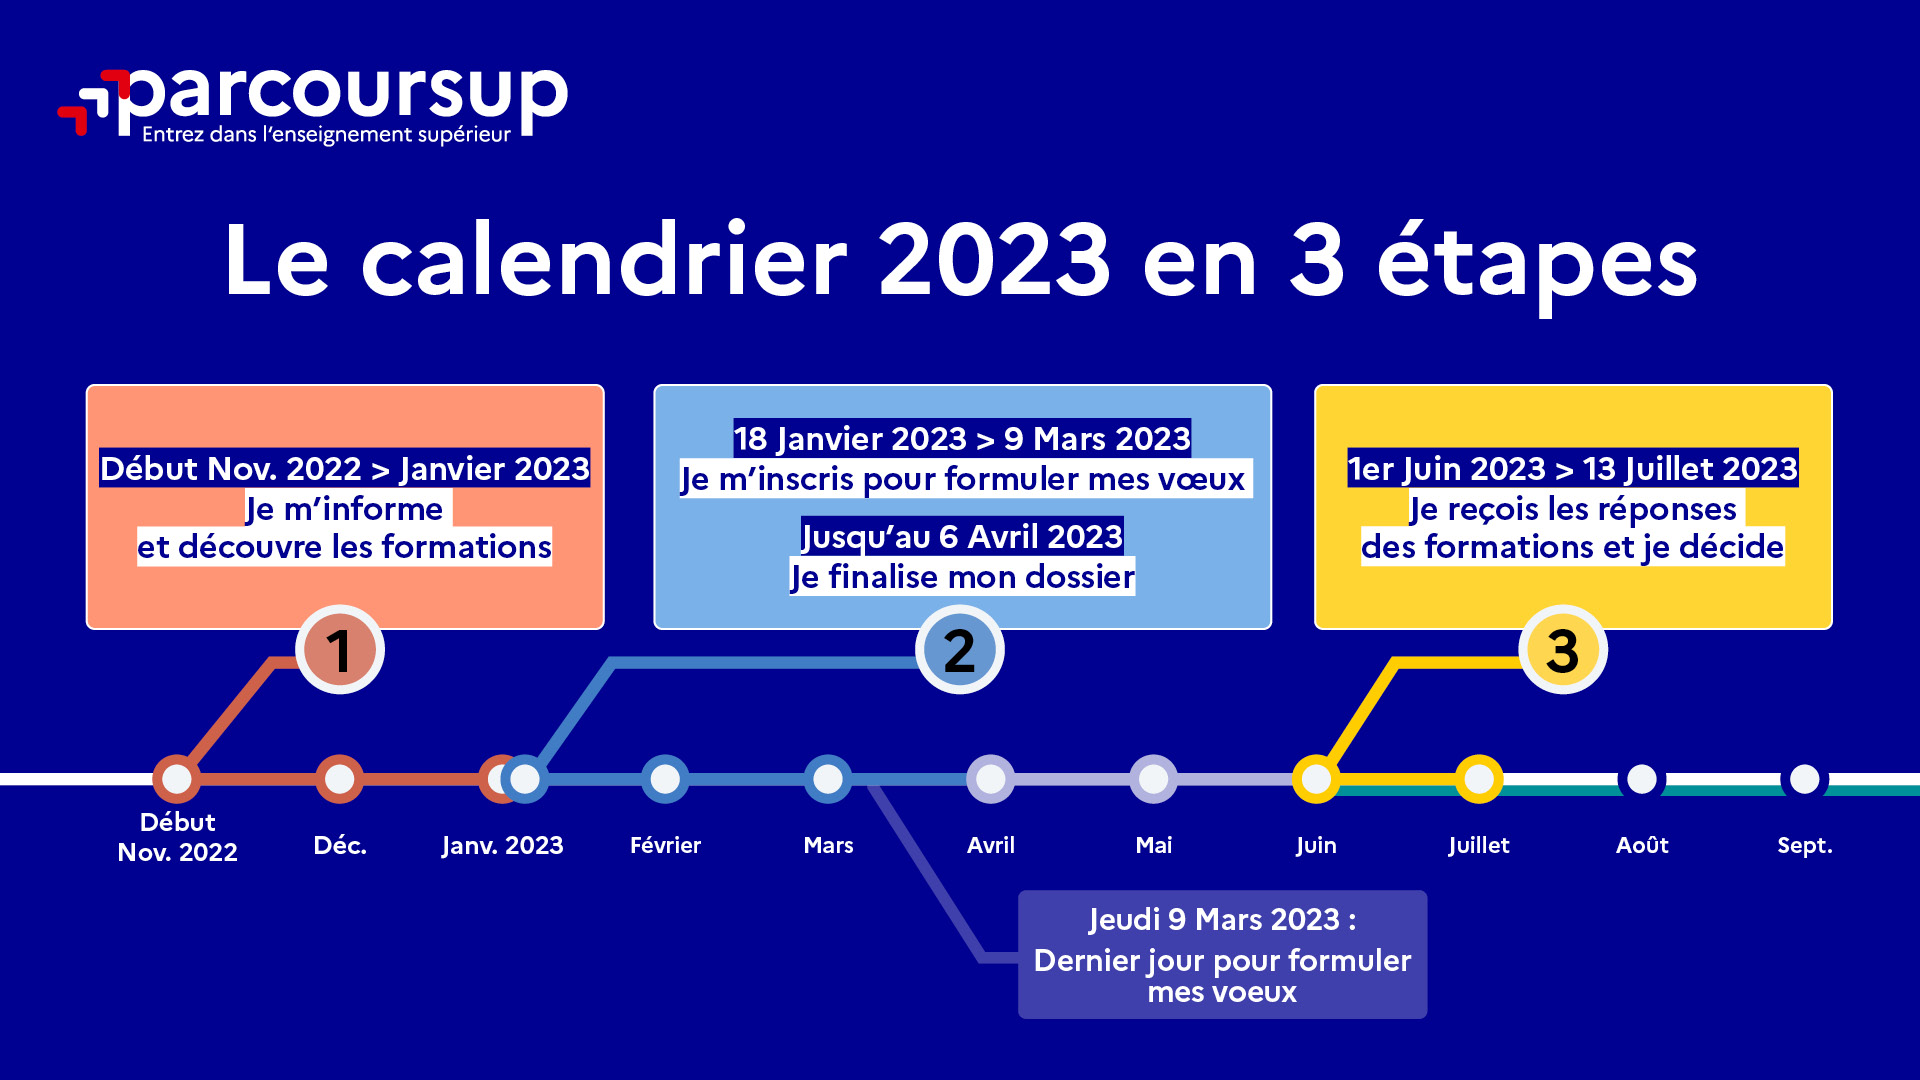 parcoursup
Entrez dans l'enseignement supérieur
Le calendrier 2023 en 3 étapes
Début Nov. 2022 > Janvier 2023
Je m’informe
et découvre les formations
1
18 Janvier 2023 > 9 Mars 2023
Je m’inscris pour formuler mes vœux
Jusqu’au 6 Avril 2023
Je finalise mon dossier
2
1er Juin 2023 > 13 Juillet 2023
Je reçois les réponses
des formations et je décide
3
Début
Nov. 2022
Déc.
Janv. 2023
Février
Mars
Avril
Mai
Juin
Juillet
Août
Sept.
Jeudi 9 Mars 2023 :
Dernier jour pour formuler
mes voeux